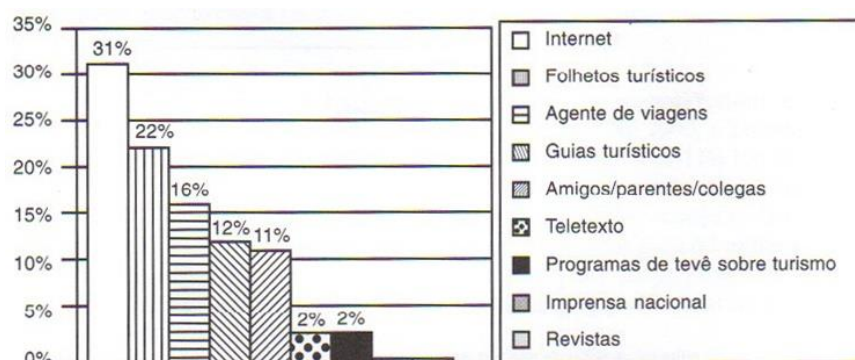 35%
30%
25%
20%
15%
10%
5%
0%
31%
22%
16%
12%
11%
2%
2%
Internet
Folhetos turísticos
Agente de viagens
Guias turísticos
Amigos/parentes/colegas
Teletexto
Programas de tevê sobre turismo
Imprensa nacional
Revistas